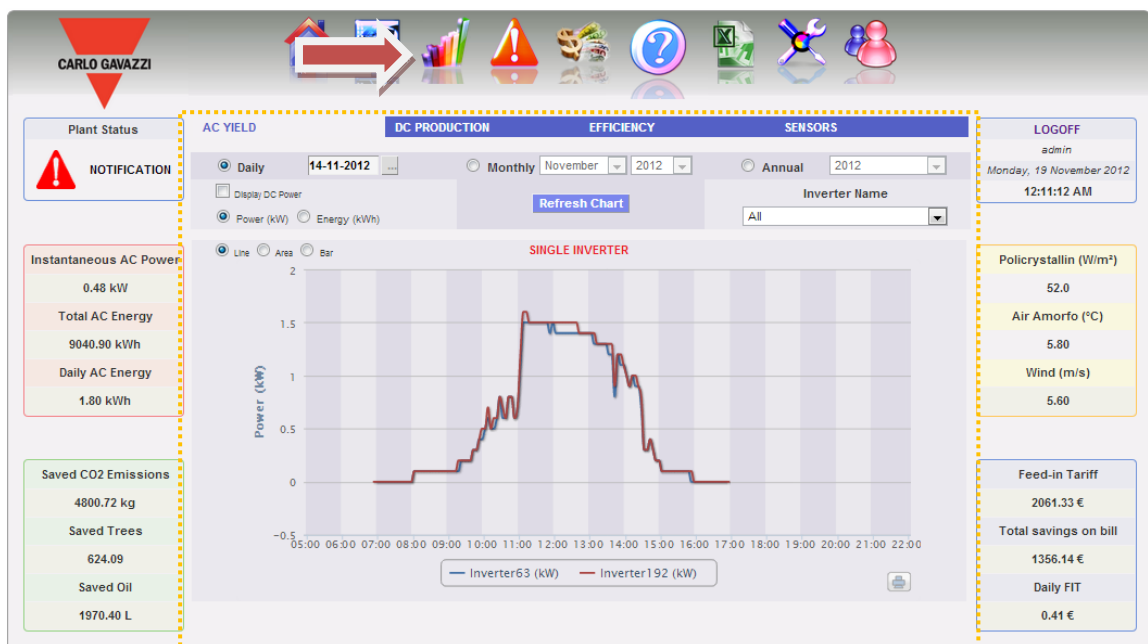 CARLO GAVAZZI
Plant Status
NOTIFICATION
Instantaneous AC Power
0.48 kW
Total AC Energy
9040.90 kWh
Daily AC Energy
1.80 kWh
Saved CO2 Emissions
4800.72 kg
Saved Trees
624.09
Saved Oil
1970.40 L
AC YIELD DC PRODUCTION EFFICIENCY SENSORS
Daily 14-11-2012 ... Monthly November 2012 Annual 2012
Display DC Power
Refresh Chart
Inverter Name
Power (kW) Energy (kWh)
All
Line Area Bar
SINGLE INVERTER
Power (kW)
2
1.5
1
0.5
0
-0.5
05:00 06:00 07:00 08:00 09:00 10:00 11:00 12:00 13:00 14:00 15:00 16:00 17:00 18:00 19:00 20:00 21:00 22:00
Inverter63 (kW) Inverter192 (kW)
LOGOFF
admin
Monday, 19 November 2012
12:11:12 AM
Policrystallin (W/m²)
52.0
Air Amorfo (°C)
5.80
Wind (m/s)
5.60
Feed-in Tariff
2061.33 €
Total savings on bill
1356.14 €
Daily FIT
0.41 €